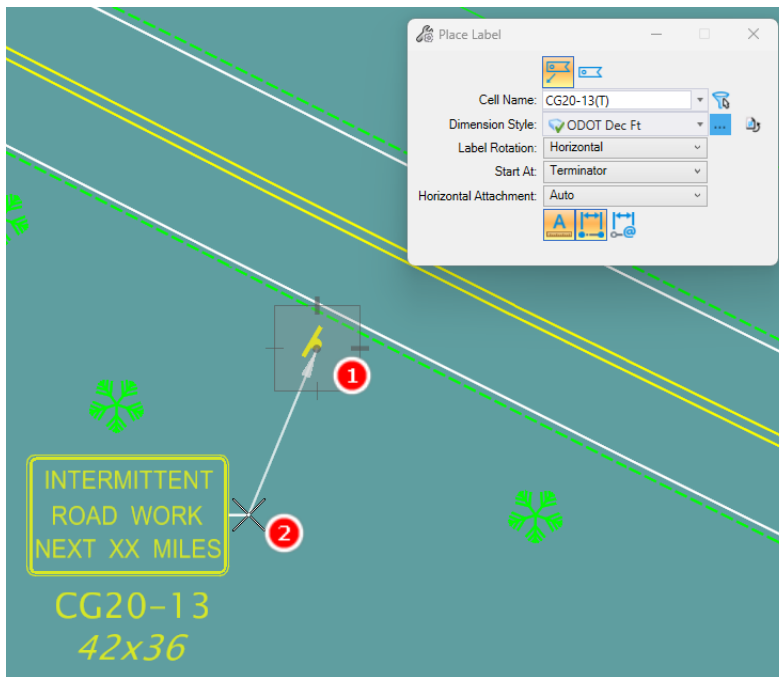 Place Label
Cell Name: CG20-13(T)
Dimension Style: ODOT Dec Ft ...
Label Rotation: Horizontal
Start At: Terminator
Horizontal Attachment: Auto
A
1
INTERMITTENT
ROAD WORK
NEXT XX MILES
2
CG20-13
42x36